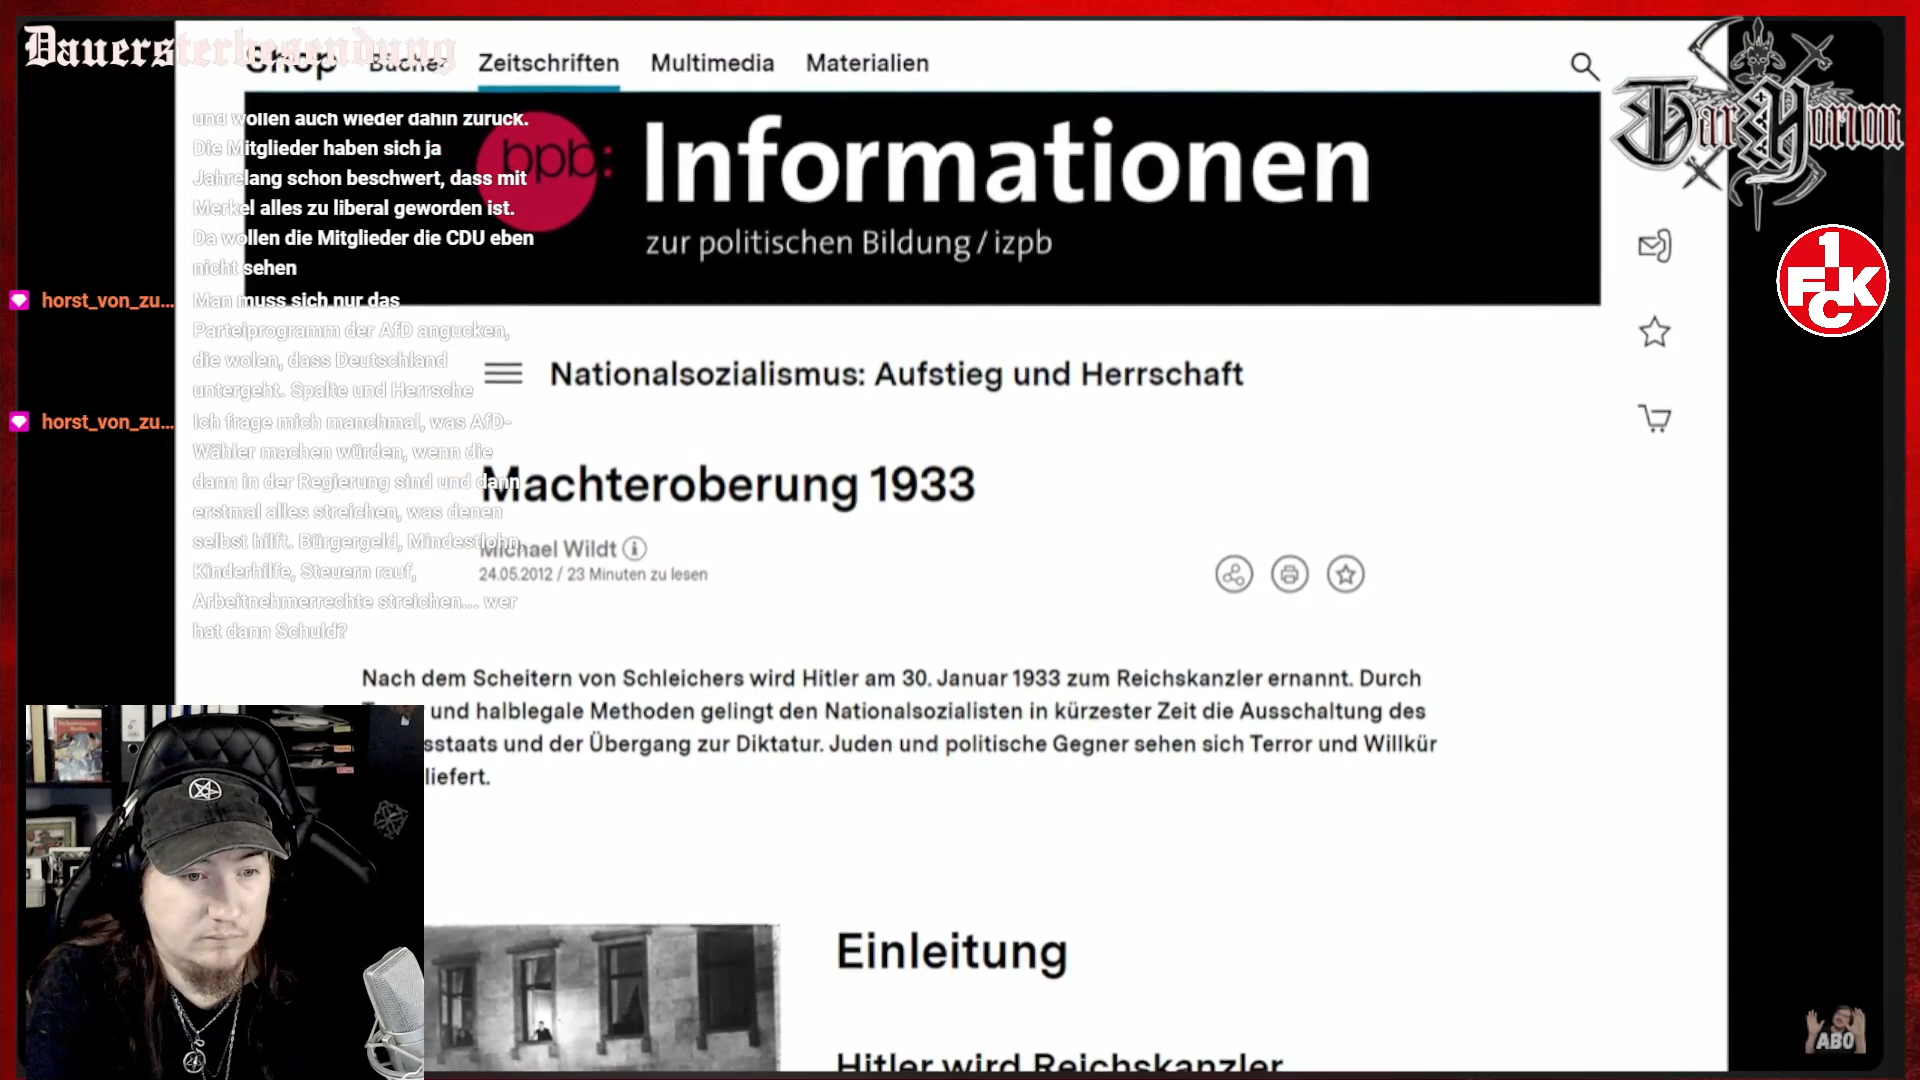 Dauersterbesendung
Shop Bücher Zeitschriften Multimedia Materialien
DarkHorion
und wollen auch wieder dahin zurück.
Die Mitglieder haben sich ja
Jahrelang schon beschwert, dass mit
Merkel alles zu liberal geworden ist.
Da wollen die Mitglieder die CDU eben
nicht sehen
bpb:
Informationen
zur politischen Bildung / izpb
1
FCK
horst_von_zu... Man muss sich nur das
Parteiprogramm der AfD angucken,
die wolen, dass Deutschland
untergeht. Spalte und Herrsche
horst_von_zu... Ich frage mich manchmal, was AfD-
Wähler machen würden, wenn die
dann in der Regierung sind und dann
erstmal alles streichen, was denen
selbst hilft. Bürgergeld, Mindestlohn,
Kinderhilfe, Steuern rauf,
Arbeitnehmerrechte streichen... wer
hat dann Schuld?
Nationalsozialismus: Aufstieg und Herrschaft
Machteroberung 1933
Michael Wildt
24.05.2012 / 23 Minuten zu lesen
Nach dem Scheitern von Schleichers wird Hitler am 30. Januar 1933 zum Reichskanzler ernannt. Durch
und halblegale Methoden gelingt den Nationalsozialisten in kürzester Zeit die Ausschaltung des
sstaats und der Übergang zur Diktatur. Juden und politische Gegner sehen sich Terror und Willkür
liefert.
Einleitung
Hitler wird Reichskanzler
ABO